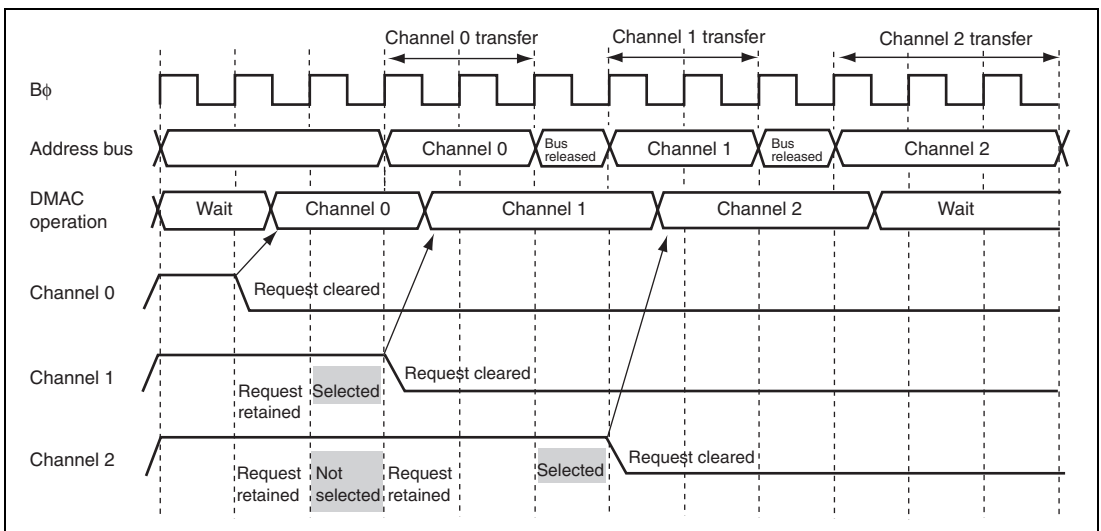 Channel 0 transfer
Channel 1 transfer
Channel 2 transfer
Bϕ
Address bus
Channel 0
Bus
released
Channel 1
Bus
released
Channel 2
DMAC
operation
Wait
Channel 0
Channel 1
Channel 2
Wait
Channel 0
Request cleared
Channel 1
Request
retained
Selected
Request cleared
Channel 2
Request
retained
Not
selected
Request
retained
Selected
Request cleared